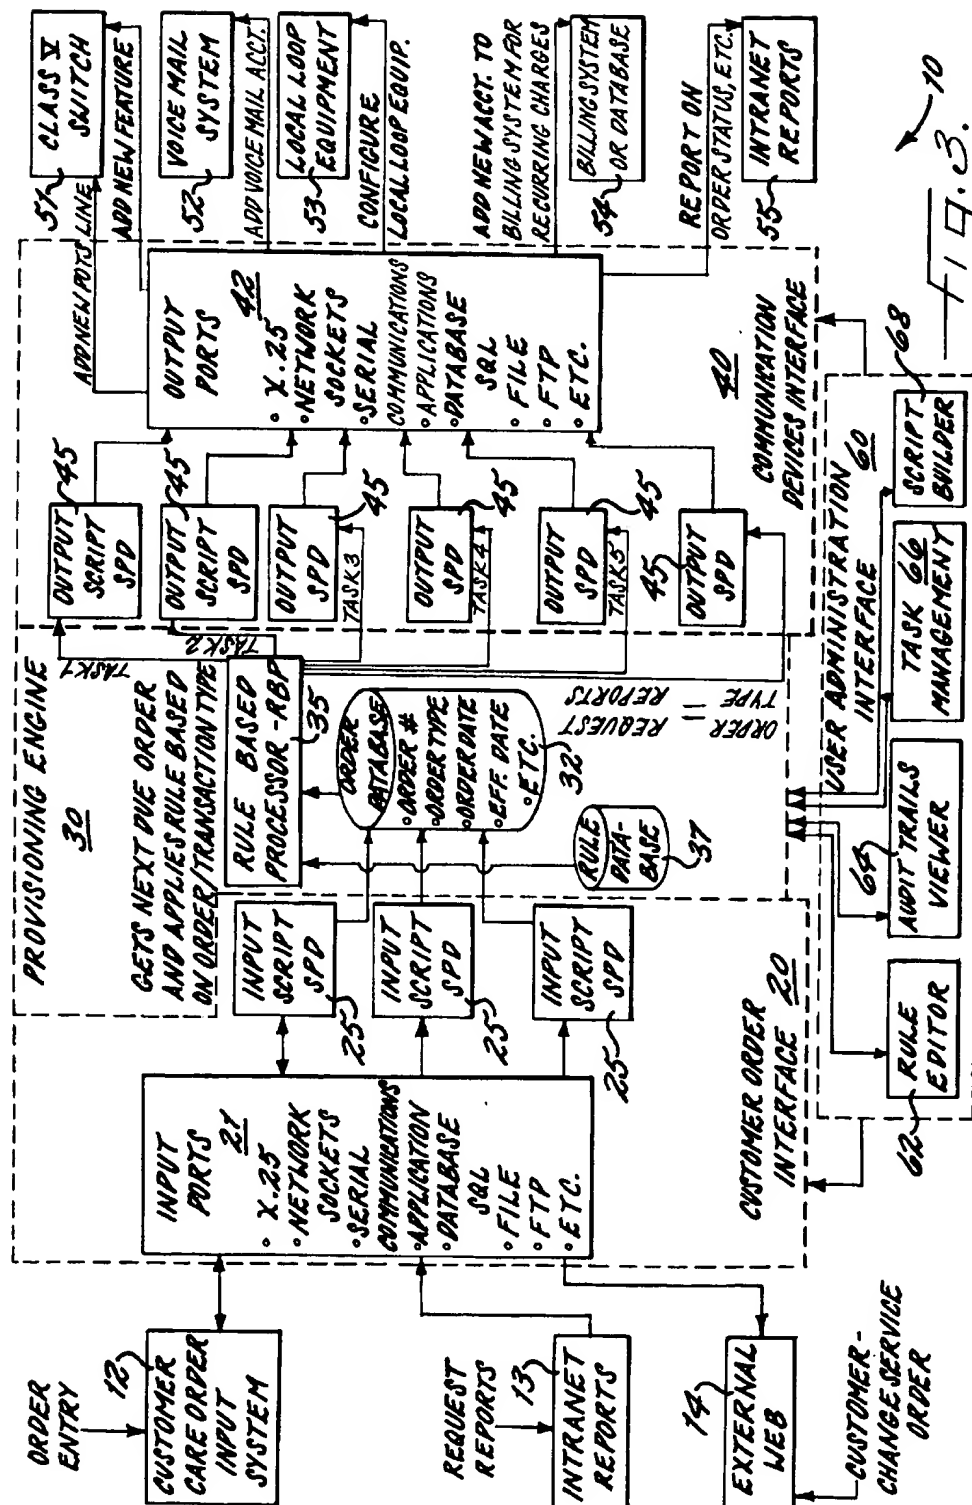 ORDER
ENTRY
12
CUSTOMER
CARE ORDER
INPUT
SYSTEM
REQUEST
REPORTS
13
INTRANET
REPORTS
14
EXTERNAL
WEB
CUSTOMER-
CHANGE SERVICE
ORDER
INPUT
PORTS
21
• X.25
• NETWORK
SOCKETS
• SERIAL
COMMUNICATIONS
• APPLICATION
• DATABASE
SQL
• FILE
• FTP
• ETC.
INPUT
SCRIPT
SPD
25
INPUT
SCRIPT
SPD
25
INPUT
SCRIPT
SPD
25
CUSTOMER ORDER
INTERFACE 20
PROVISIONING ENGINE
30
GETS NEXT DUE ORDER
AND APPLIES RULE BASED
ON ORDER/TRANSACTION TYPE
RULE BASED
PROCESSOR-RBP
35
ORDER
DATABASE
• ORDER #
• ORDER TYPE
• ORDER DATE
• EFF. DATE
• ETC.
32
RULE
DATA-
BASE
37
TASK 1
TASK 2
TASK 3
TASK 4
TASK 5
ORDER REQUEST
TYPE = REPORTS
OUTPUT
SCRIPT
SPD
45
OUTPUT
SCRIPT
SPD
45
OUTPUT
SPD
45
OUTPUT
SPD
45
OUTPUT
SPD
45
OUTPUT
SPD
45
OUTPUT
PORTS
42
• X.25
• NETWORK
SOCKETS
• SERIAL
COMMUNICATIONS
• APPLICATIONS
• DATABASE
SQL
• FILE
• FTP
• ETC.
COMMUNICATION
DEVICES INTERFACE
40
ADD NEW POTS LINE
ADD NEW FEATURE
ADD VOICE MAIL ACCT.
CONFIGURE
LOCAL LOOP EQUIP.
ADD NEW ACCT. TO
BILLING SYSTEM FOR
RECURRING CHARGES
REPORT ON
ORDER STATUS, ETC.
51
CLASS V
SWITCH
52
VOICE MAIL
SYSTEM
53
LOCAL LOOP
EQUIPMENT
54
BILLING SYSTEM
OR DATABASE
55
INTRANET
REPORTS
USER ADMINISTRATION
INTERFACE 60
62
RULE
EDITOR
64
AUDIT TRAILS
VIEWER
TASK 66
MANAGEMENT
68
SCRIPT
BUILDER
10
FIG. 3.